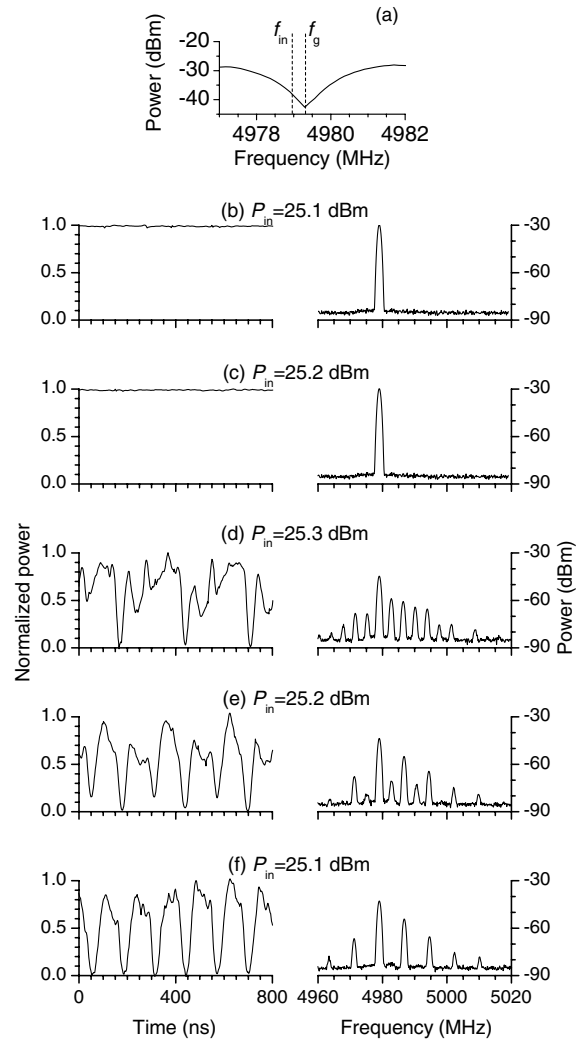 (a)
f_in f_g
-20
-30
-40
Power (dBm)
4978 4980 4982
Frequency (MHz)
(b) P_in=25.1 dBm
1.0
0.5
0.0
-30
-60
-90
(c) P_in=25.2 dBm
1.0
0.5
0.0
-30
-60
-90
(d) P_in=25.3 dBm
1.0
0.5
0.0
-30
-60
-90
Normalized power
Power (dBm)
(e) P_in=25.2 dBm
1.0
0.5
0.0
-30
-60
-90
(f) P_in=25.1 dBm
1.0
0.5
0.0
-30
-60
-90
0 400 800
4960 4980 5000 5020
Time (ns)
Frequency (MHz)